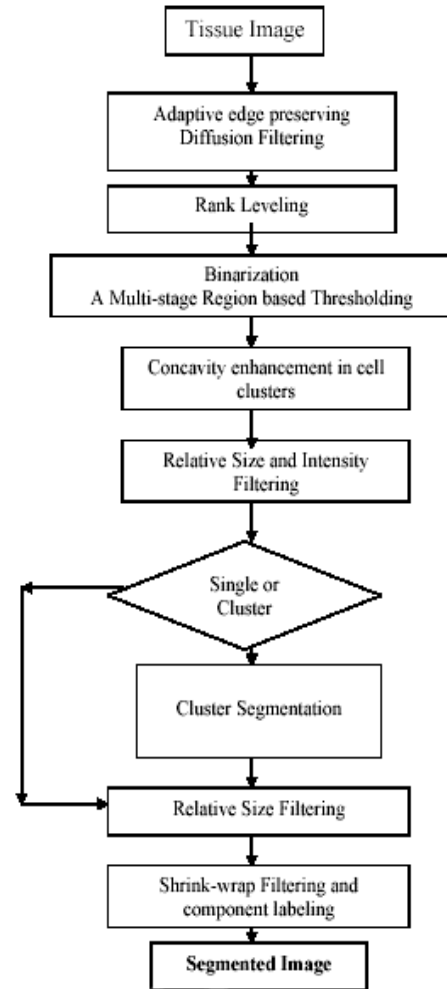 Tissue Image
Adaptive edge preserving
Diffusion Filtering
Rank Leveling
Binarization
A Multi-stage Region based Thresholding
Concavity enhancement in cell
clusters
Relative Size and Intensity
Filtering
Single or
Cluster
Cluster Segmentation
Relative Size Filtering
Shrink-wrap Filtering and
component labeling
Segmented Image